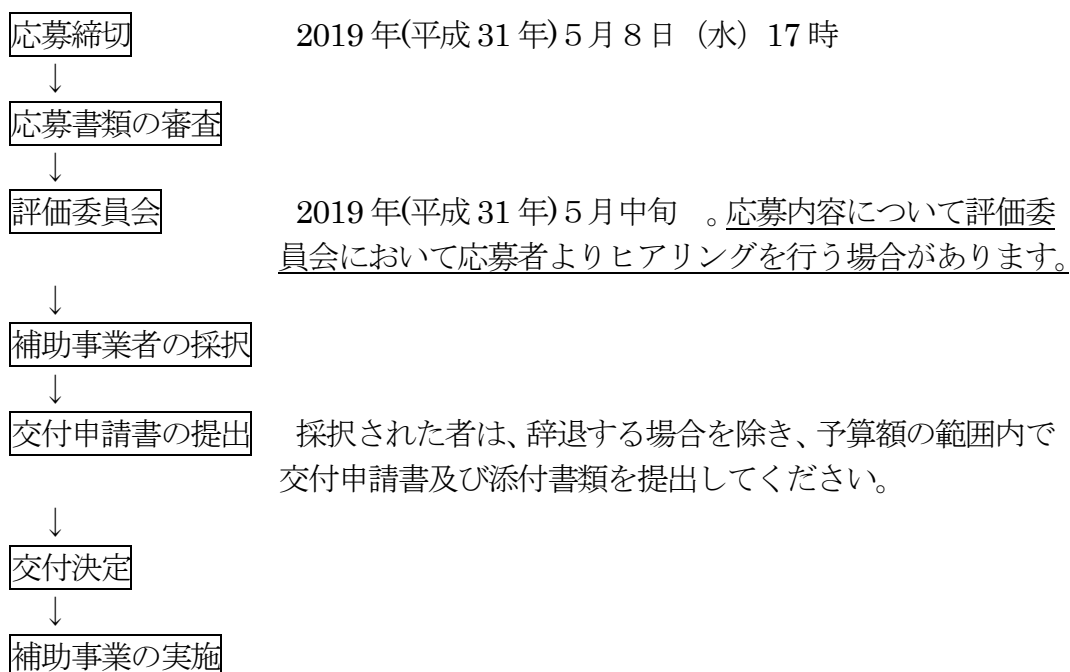 応募締切 2019年(平成31年)５月８日（水）17時
↓
応募書類の審査
↓
評価委員会 2019年(平成31年)５月中旬 。応募内容について評価委
員会において応募者よりヒアリングを行う場合があります。
↓
補助事業者の採択
↓
交付申請書の提出 採択された者は、辞退する場合を除き、予算額の範囲内で
交付申請書及び添付書類を提出してください。
↓
交付決定
↓
補助事業の実施